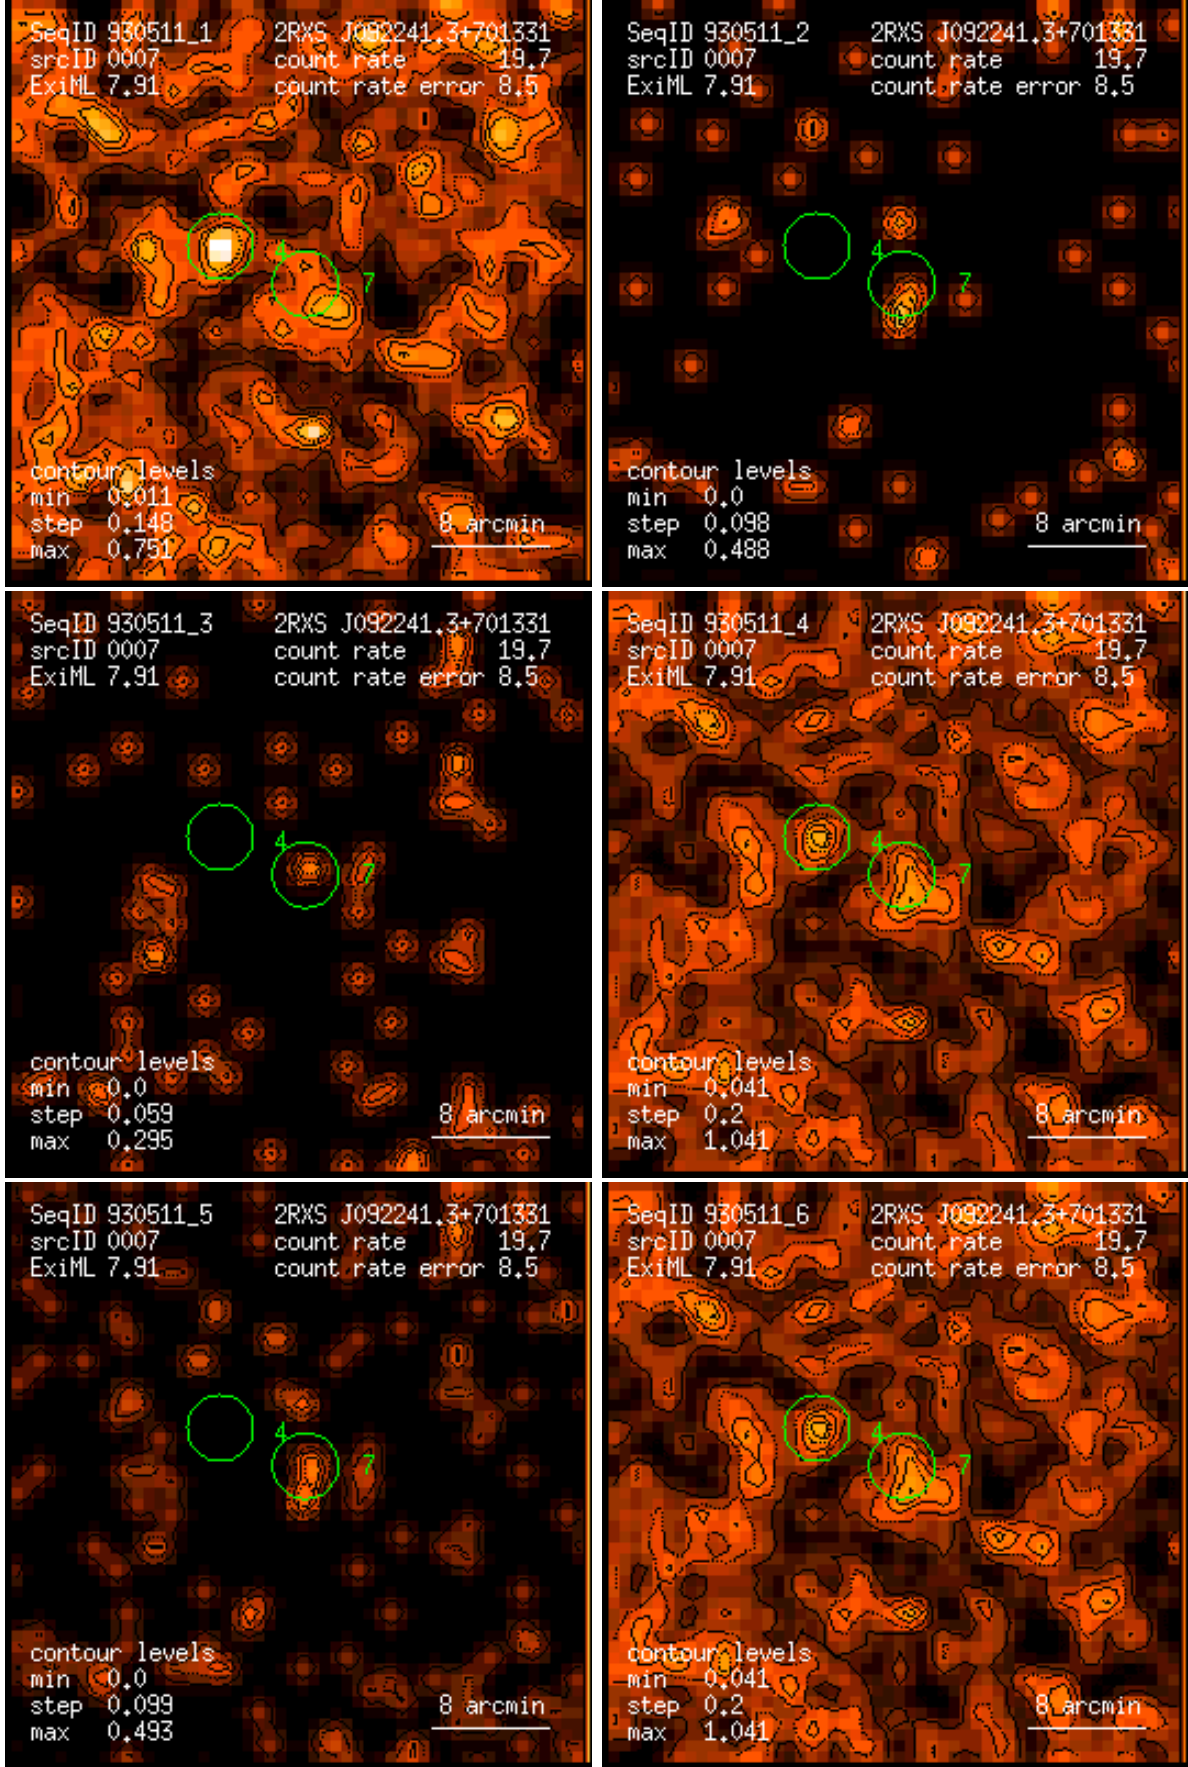 SeqID 930511_1 2RXS J092241.3+701331
srcID 0007 count rate 19.7
ExiML 7.91 count rate error 8.5
4
7
contour levels
min 0.011
step 0.148
max 0.751
8 arcmin
SeqID 930511_2 2RXS J092241.3+701331
srcID 0007 count rate 19.7
ExiML 7.91 count rate error 8.5
4
7
contour levels
min 0.0
step 0.098
max 0.488
8 arcmin
SeqID 930511_3 2RXS J092241.3+701331
srcID 0007 count rate 19.7
ExiML 7.91 count rate error 8.5
4
7
contour levels
min 0.0
step 0.059
max 0.295
8 arcmin
SeqID 930511_4 2RXS J092241.3+701331
srcID 0007 count rate 19.7
ExiML 7.91 count rate error 8.5
4
7
contour levels
min 0.041
step 0.2
max 1.041
8 arcmin
SeqID 930511_5 2RXS J092241.3+701331
srcID 0007 count rate 19.7
ExiML 7.91 count rate error 8.5
4
7
contour levels
min 0.0
step 0.099
max 0.493
8 arcmin
SeqID 930511_6 2RXS J092241.3+701331
srcID 0007 count rate 19.7
ExiML 7.91 count rate error 8.5
4
7
contour levels
min 0.041
step 0.2
max 1.041
8 arcmin